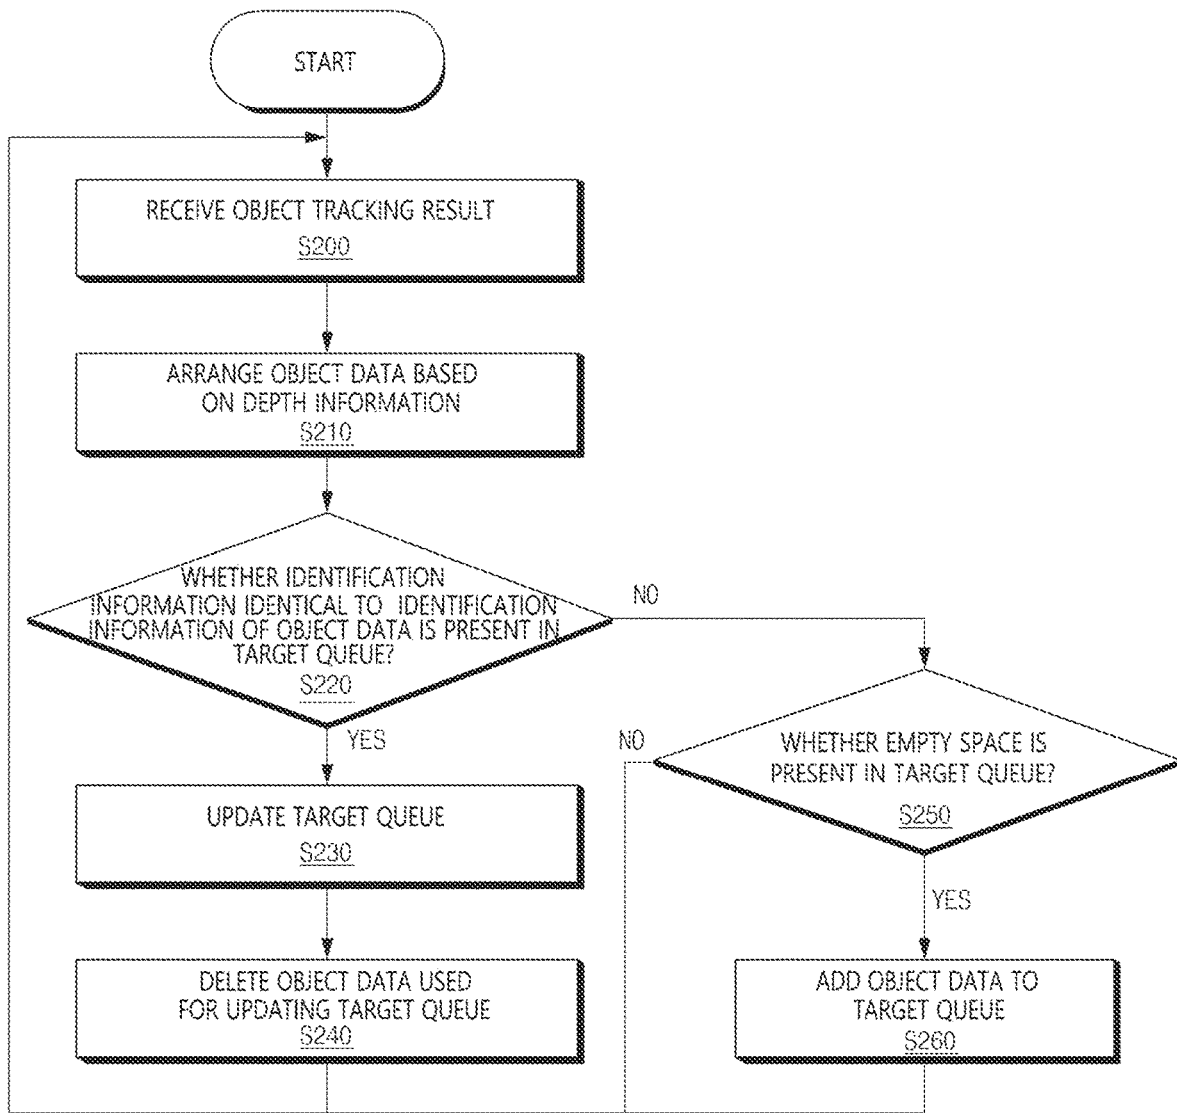 START
RECEIVE OBJECT TRACKING RESULT
S200
ARRANGE OBJECT DATA BASED
ON DEPTH INFORMATION
S210
WHETHER IDENTIFICATION
INFORMATION IDENTICAL TO IDENTIFICATION
INFORMATION OF OBJECT DATA IS PRESENT IN
TARGET QUEUE?
S220
NO
YES
UPDATE TARGET QUEUE
S230
DELETE OBJECT DATA USED
FOR UPDATING TARGET QUEUE
S240
NO
WHETHER EMPTY SPACE IS
PRESENT IN TARGET QUEUE?
S250
YES
ADD OBJECT DATA TO
TARGET QUEUE
S260